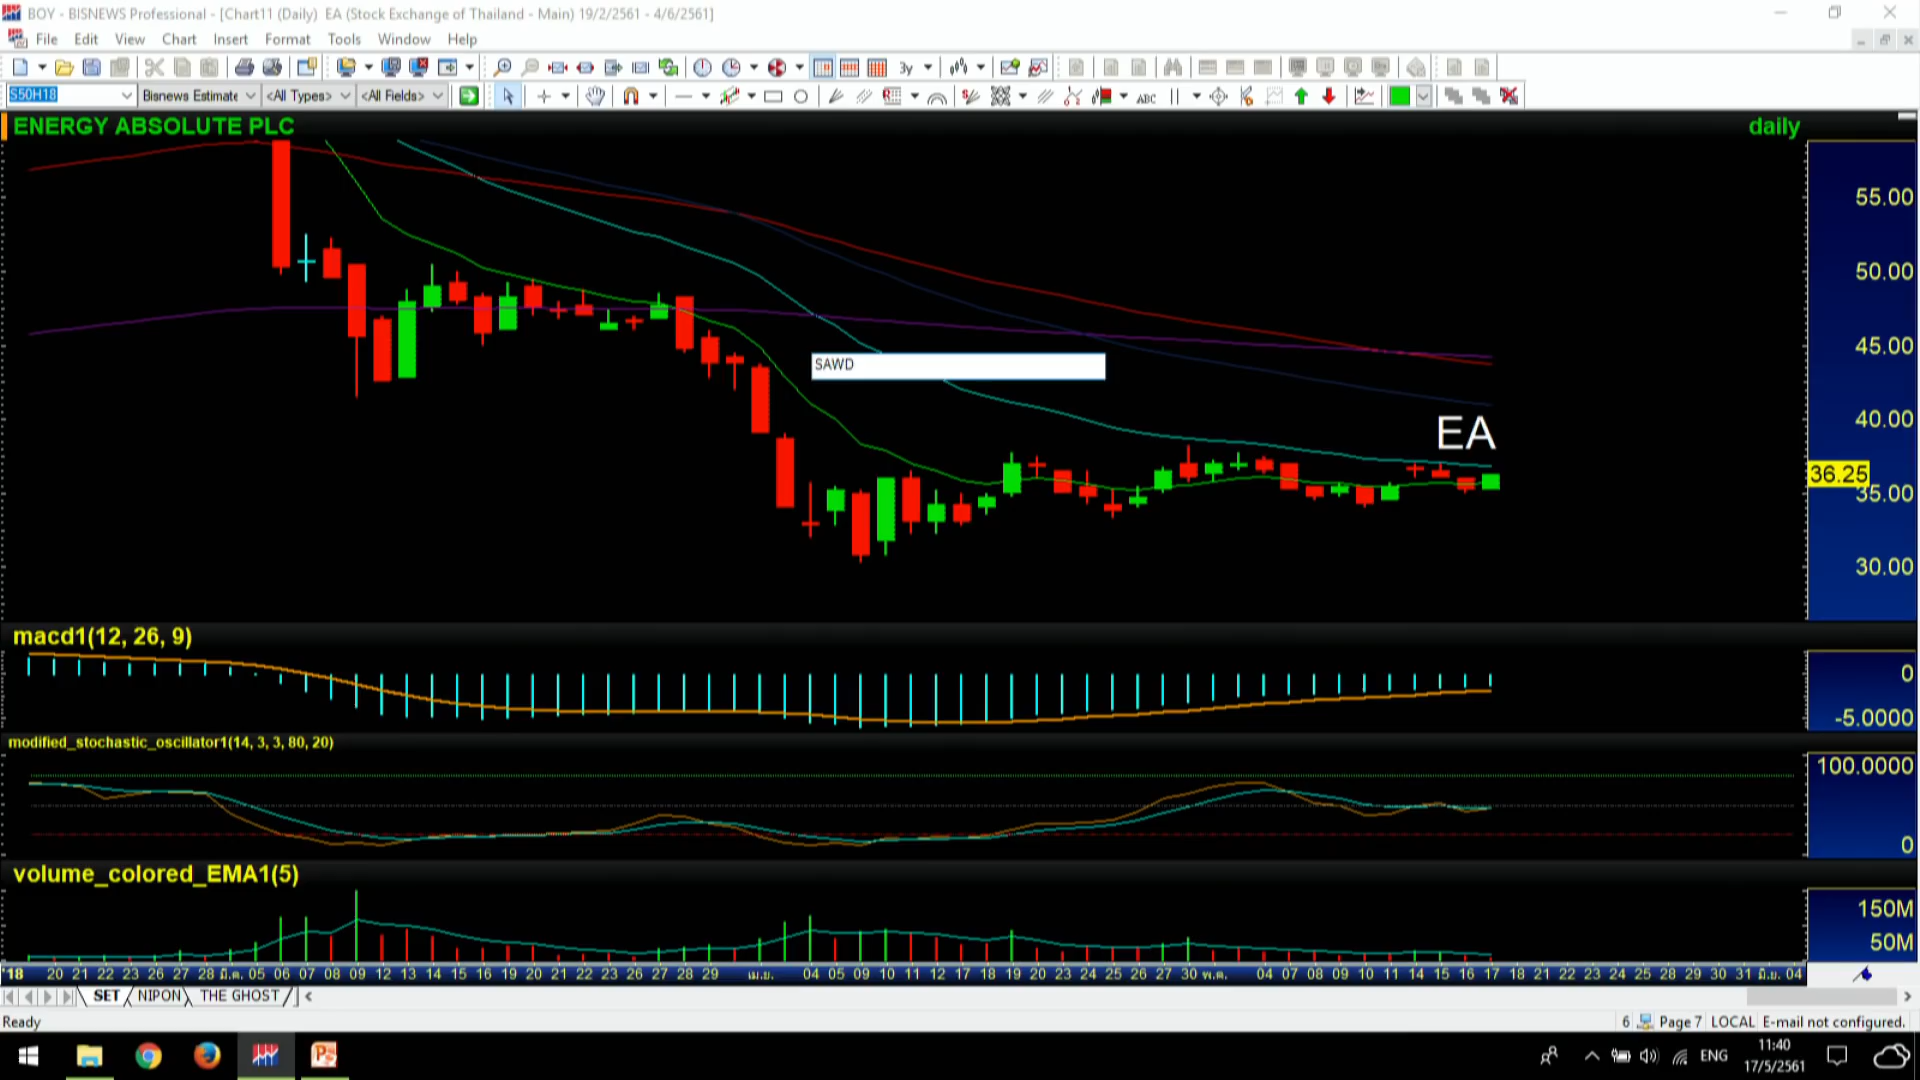 BOY - BISNEWS Professional - [Chart11 (Daily)  EA (Stock Exchange of Thailand - Main) 19/2/2561 - 4/6/2561]
File Edit View Chart Insert Format Tools Window Help
3y
S50H18 Bisnews Estimate <All Types> <All Fields> ABC
ENERGY ABSOLUTE PLC daily
55.00
50.00
45.00
SAWD
40.00
EA
36.25
35.00
30.00
macd1(12, 26, 9)
0
-5.0000
modified_stochastic_oscillator1(14, 3, 3, 80, 20)
100.0000
0
volume_colored_EMA1(5)
150M
50M
'18 20 21 22 23 26 27 28 มี.ค. 05 06 07 08 09 12 13 14 15 16 19 20 21 22 23 26 27 28 29 เม.ย. 04 05 09 10 11 12 17 18 19 20 23 24 25 26 27 30 พ.ค. 04 07 08 09 10 11 14 15 16 17 18 21 22 23 24 25 28 29 30 31 มิ.ย. 04
SET NIPON THE GHOST
Ready 6 Page 7 LOCAL E-mail not configured.
ENG 11:40
17/5/2561